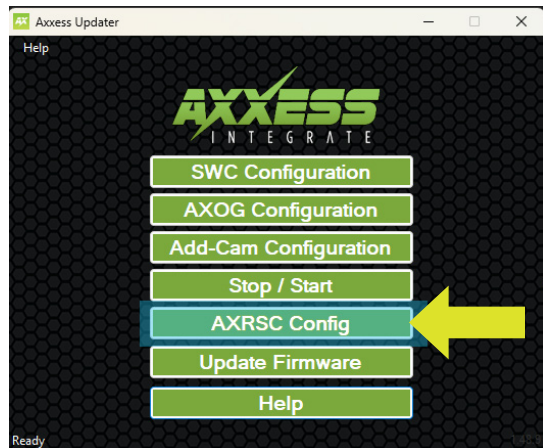 Axxess Updater
Help
AXXESS
INTEGRATE
SWC Configuration
AXOG Configuration
Add-Cam Configuration
Stop / Start
AXRSC Config
Update Firmware
Help
Ready